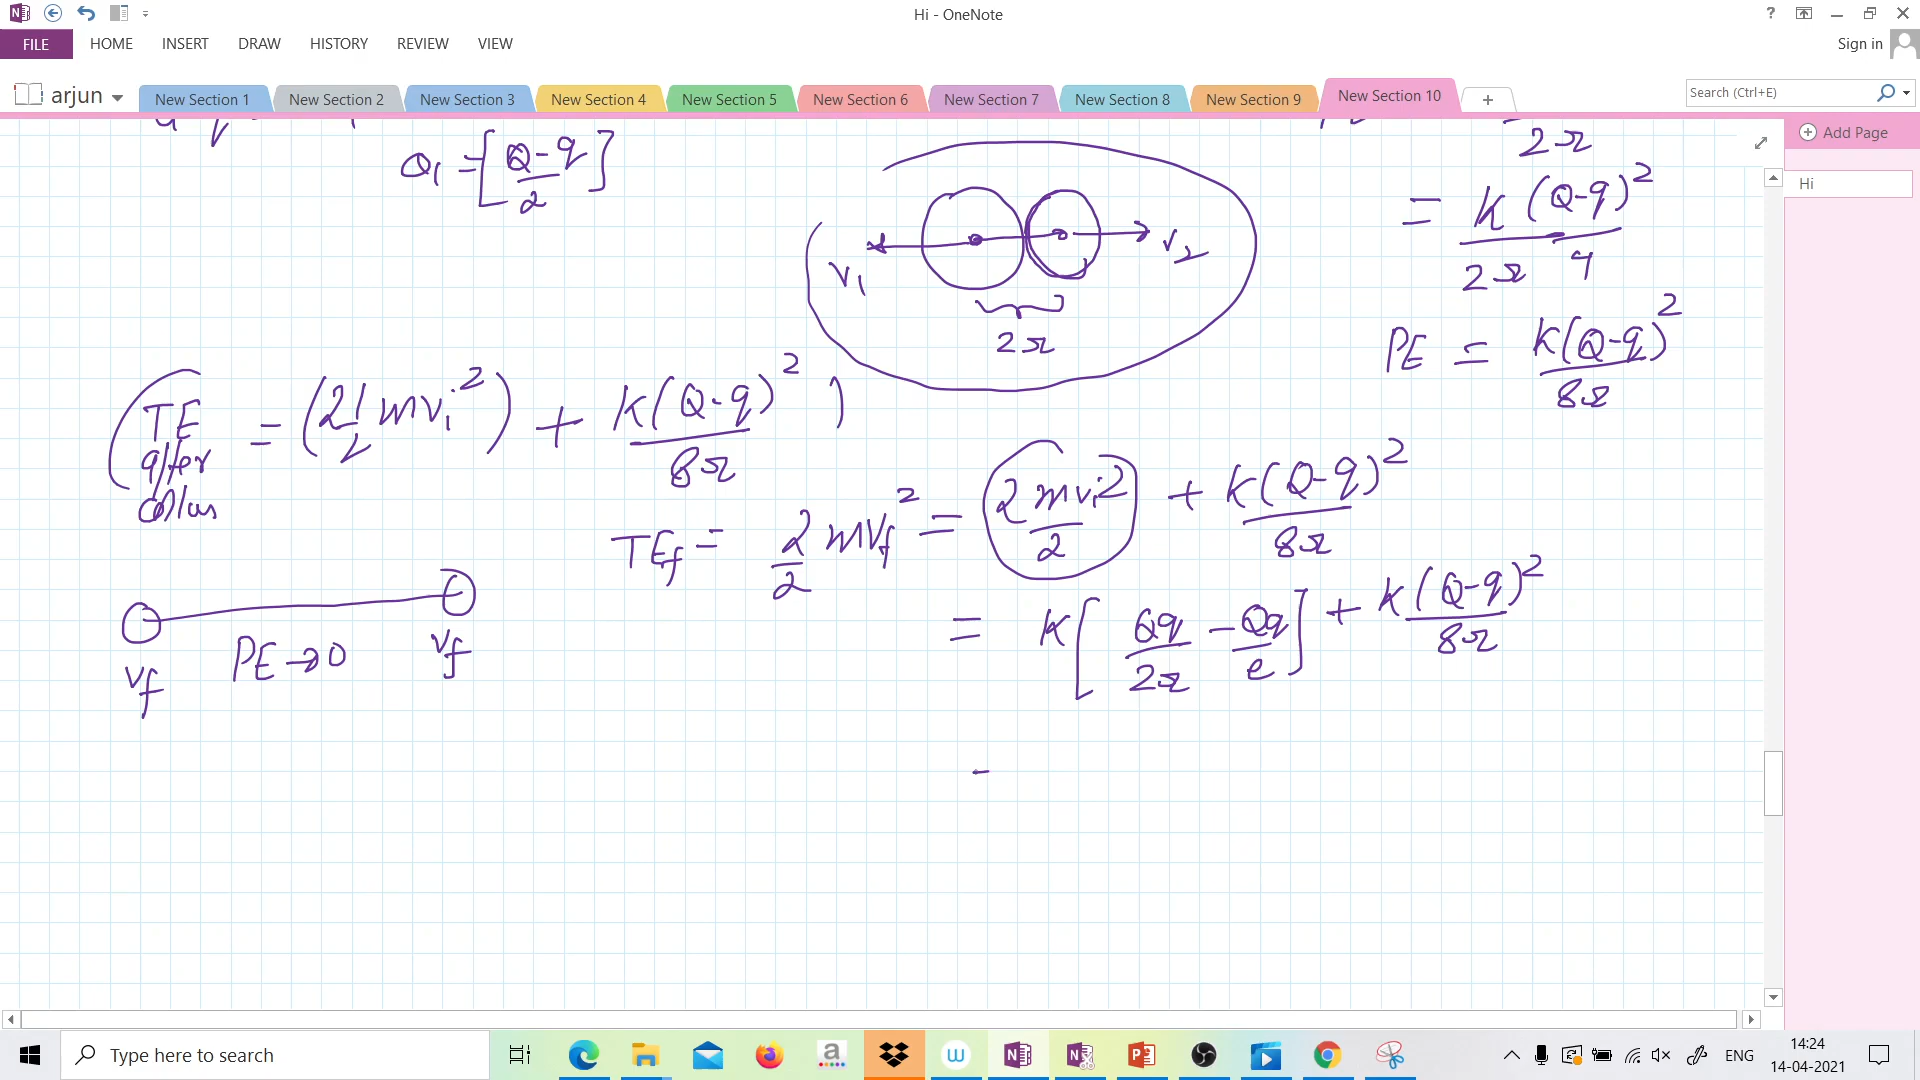 Hi - OneNote
?
FILE HOME INSERT DRAW HISTORY REVIEW VIEW
Sign in
arjun
New Section 1 New Section 2 New Section 3 New Section 4 New Section 5 New Section 6 New Section 7 New Section 8 New Section 9 New Section 10 +
Search (Ctrl+E)
Add Page
Hi
Q1 = [Q-q/2]
2r
= K (Q-q)^2 / 2r 4
V1 V2
2r
PE = K(Q-q)^2 / 8r
TE after = (2 1/2 mvi^2) + K(Q-q)^2 / 8r )
TEf = 2/2 mVf^2 = 2mvi^2/2 + K(Q-q)^2 / 8r
= K [Qq/2r - Qq/e] + K(Q-q)^2 / 8r
Vf PE → 0 Vf
-
Type here to search
ENG
14:24
14-04-2021